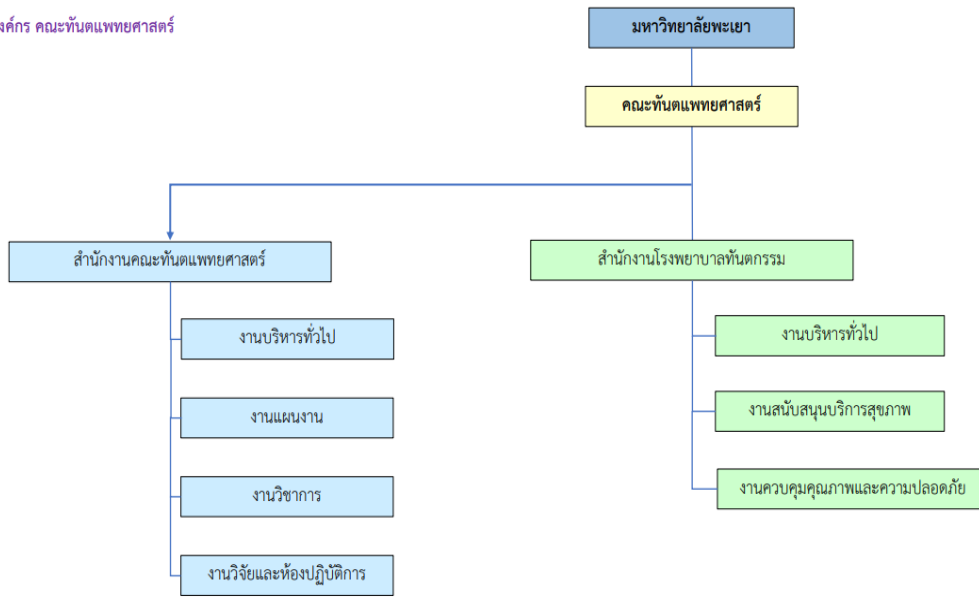 งค์กร คณะทันตแพทยศาสตร์
มหาวิทยาลัยพะเยา
คณะทันตแพทยศาสตร์
สำนักงานคณะทันตแพทยศาสตร์
สำนักงานโรงพยาบาลทันตกรรม
งานบริหารทั่วไป
งานบริหารทั่วไป
งานแผนงาน
งานสนับสนุนบริการสุขภาพ
งานวิชาการ
งานควบคุมคุณภาพและความปลอดภัย
งานวิจัยและห้องปฏิบัติการ